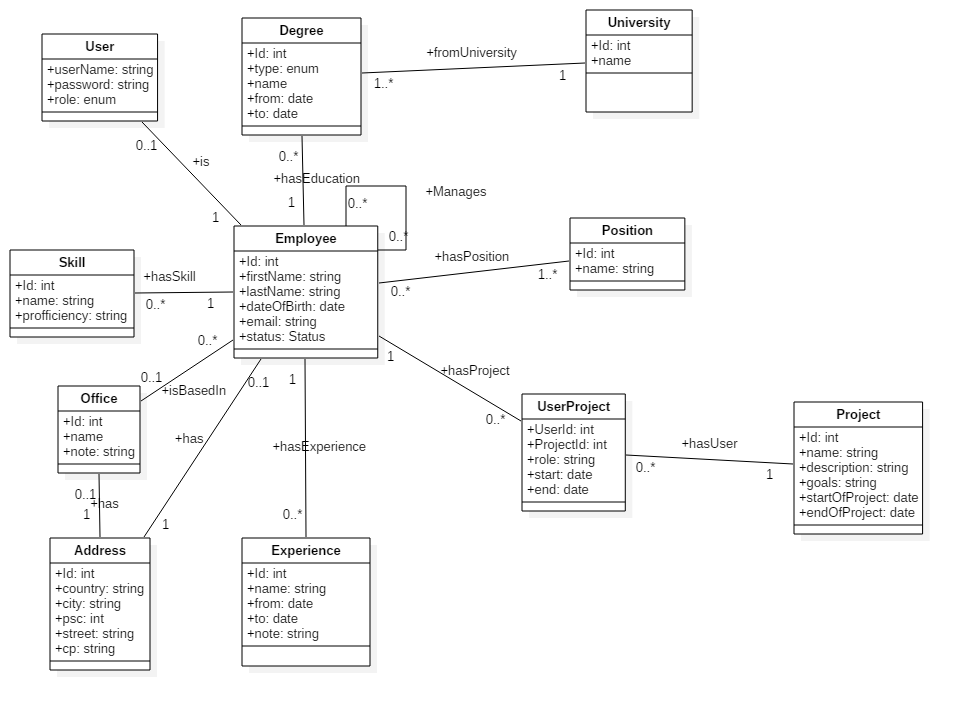 User
+userName: string
+password: string
+role: enum
Degree
+Id: int
+type: enum
+name
+from: date
+to: date
University
+Id: int
+name
+fromUniversity
1..*
1
0..1
+is
1
0..*
+hasEducation
1
+Manages
0..*
0..*
Employee
+Id: int
+firstName: string
+lastName: string
+dateOfBirth: date
+email: string
+status: Status
Position
+Id: int
+name: string
+hasPosition
0..*
1..*
Skill
+Id: int
+name: string
+profficiency: string
+hasSkill
0..*
1
0..*
0..1
+isBasedIn
Office
+Id: int
+name
+note: string
0..1
+has
1
0..1
+has
1
1
+hasExperience
0..*
1
+hasProject
0..*
UserProject
+UserId: int
+ProjectId: int
+role: string
+start: date
+end: date
+hasUser
0..*
1
Project
+Id: int
+name: string
+description: string
+goals: string
+startOfProject: date
+endOfProject: date
Address
+Id: int
+country: string
+city: string
+psc: int
+street: string
+cp: string
Experience
+Id: int
+name: string
+from: date
+to: date
+note: string